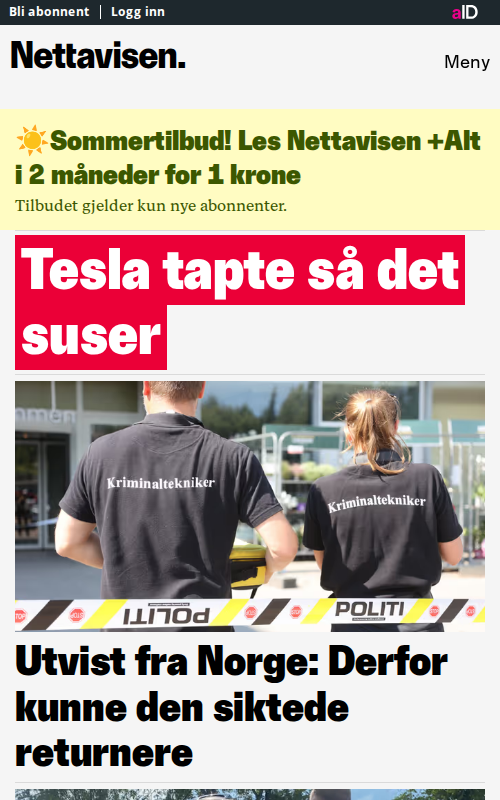 Bli abonnent
Logg inn
aID
Nettavisen.
Meny
☀️Sommertilbud! Les Nettavisen +Alt
i 2 måneder for 1 krone
Tilbudet gjelder kun nye abonnenter.
Tesla tapte så det
suser
Kriminaltekniker
Kriminaltekniker
POLITI
POLITI
Utvist fra Norge: Derfor
kunne den siktede
returnere